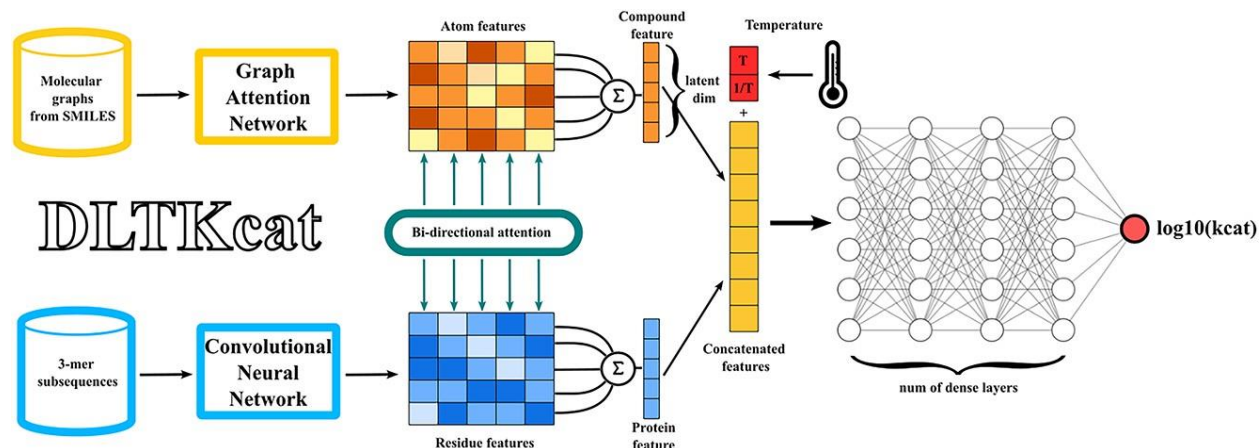 Molecular
graphs
from SMILES
Graph
Attention
Network
Atom features
Σ
Compound
feature
latent
dim
Temperature
T
1/T
+
DLTKcat
Bi-directional attention
log10(kcat)
3-mer
subsequences
Convolutional
Neural
Network
Residue features
Σ
Protein
feature
Concatenated
features
num of dense layers